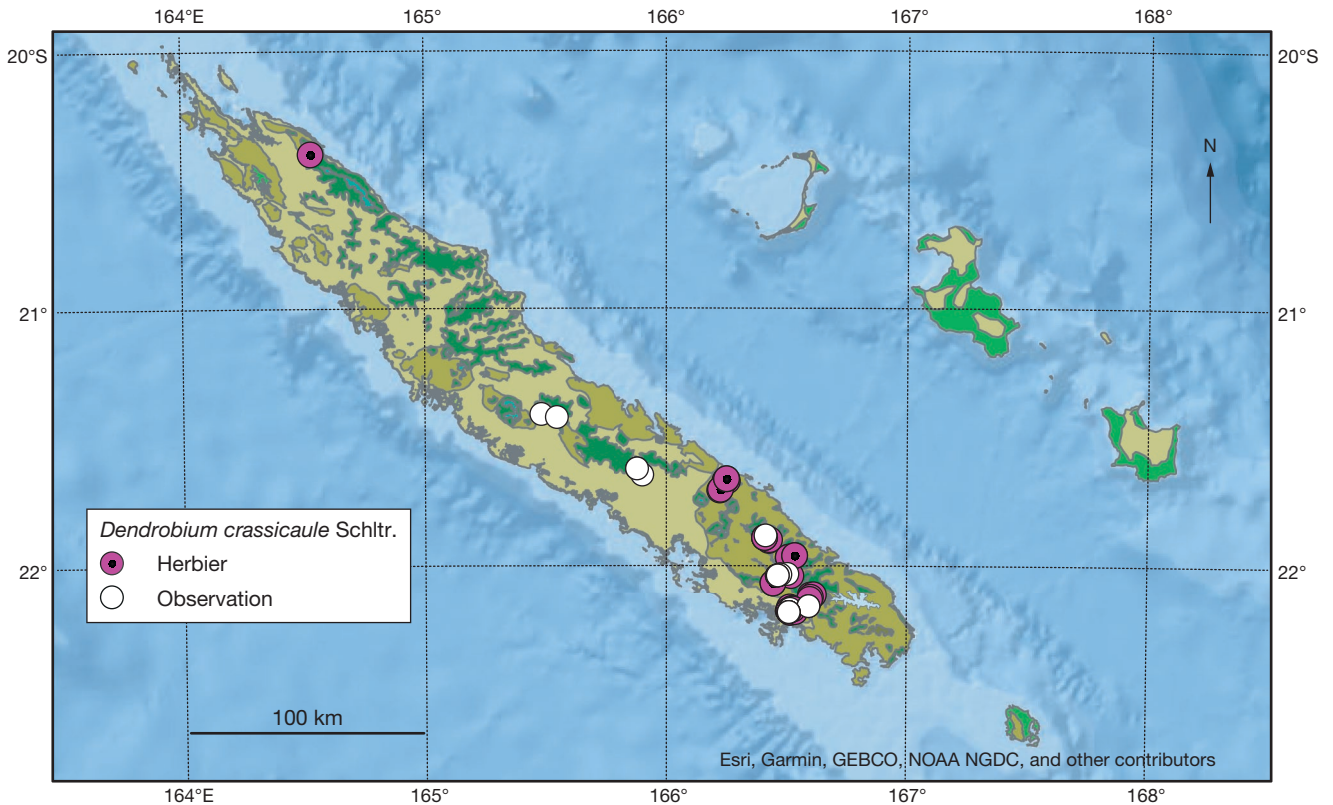 164°E 165° 166° 167° 168°
20°S 20°S
N
21° 21°
Dendrobium crassicaule Schltr.
Herbier
Observation
22° 22°
100 km
Esri, Garmin, GEBCO, NOAA NGDC, and other contributors
164°E 165° 166° 167° 168°